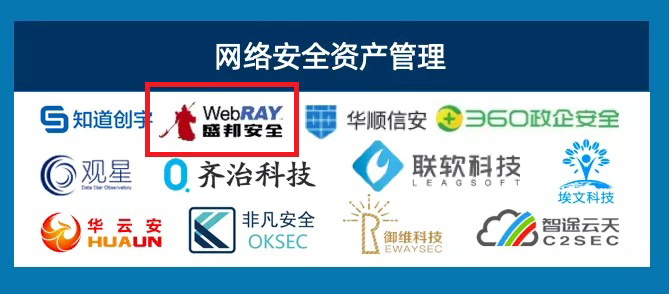 网络安全资产管理
知道创宇
WebRAY
盛邦安全
华顺信安
360政企安全
观星
Data Star Observatory
齐治科技
联软科技
LEAGSOFT
埃文科技
华云安
HUAUN
非凡安全
OKSEC
御维科技
REWAYSEC
智途云天
C2SEC